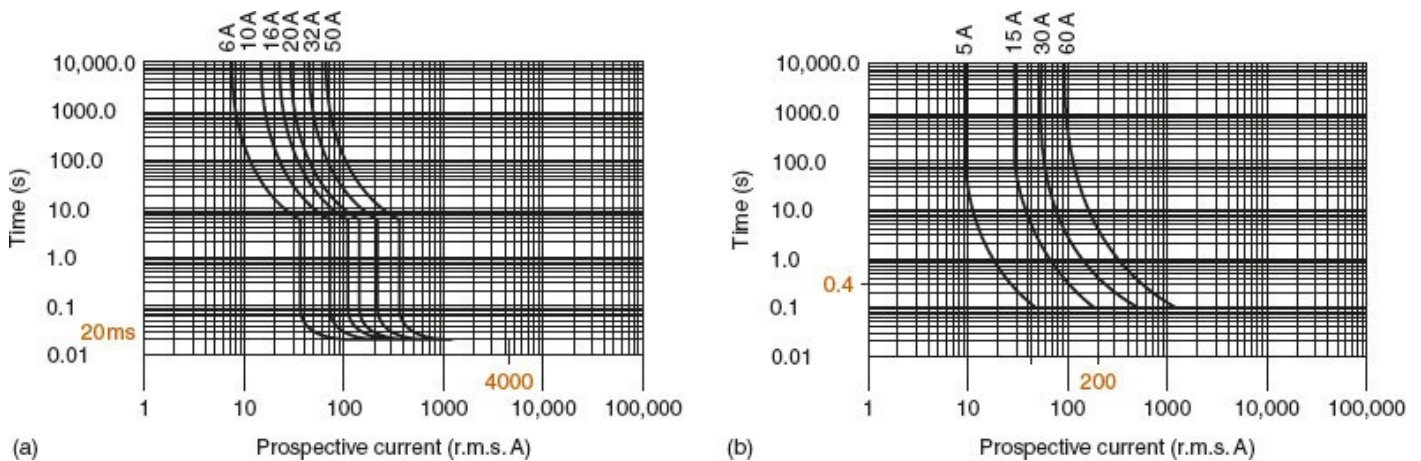 6 A
10 A
16 A
20 A
32 A
50 A
10,000.0
1000.0
100.0
10.0
1.0
0.1
20 ms
0.01
Time (s)
4000
1 10 100 1000 10,000 100,000
(a) Prospective current (r.m.s. A)
5 A
15 A
30 A
60 A
10,000.0
1000.0
100.0
10.0
1.0
0.4
0.1
0.01
Time (s)
200
1 10 100 1000 10,000 100,000
(b) Prospective current (r.m.s. A)